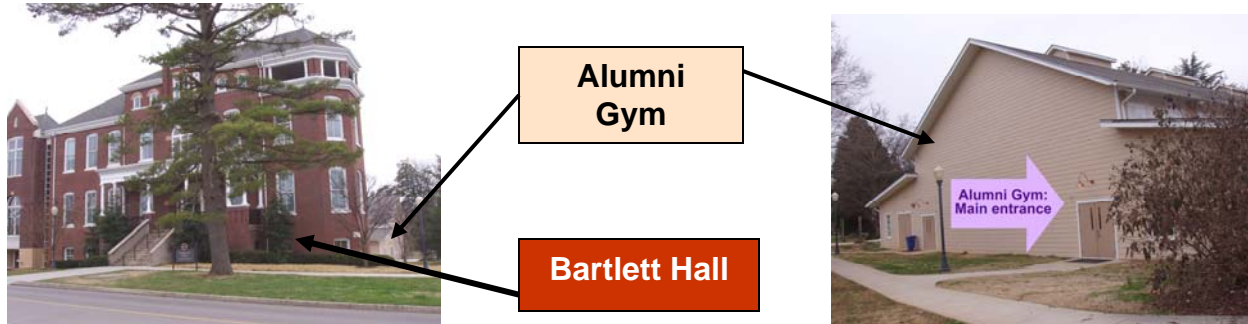 Alumni
Gym
Bartlett Hall
Alumni Gym:
Main entrance